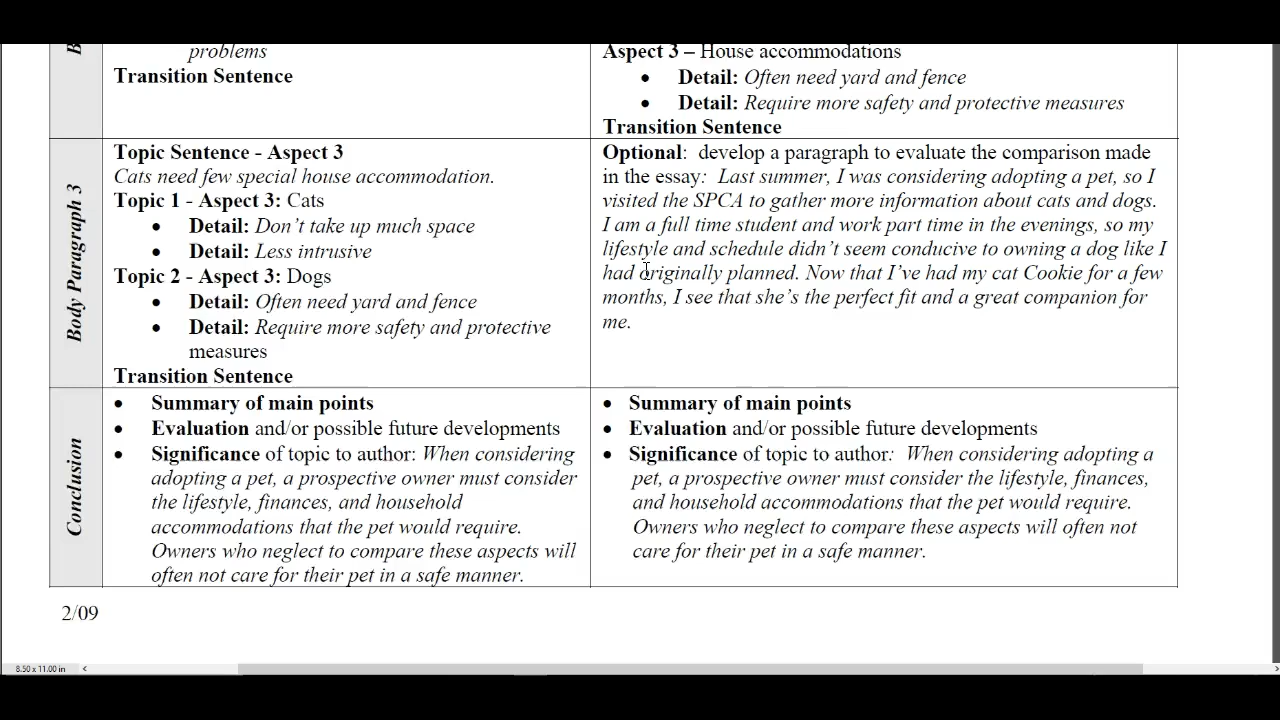 B
problems
Transition Sentence
Aspect 3 – House accommodations
• Detail: Often need yard and fence
• Detail: Require more safety and protective measures
Transition Sentence
Body Paragraph 3
Topic Sentence - Aspect 3
Cats need few special house accommodation.
Topic 1 - Aspect 3: Cats
• Detail: Don’t take up much space
• Detail: Less intrusive
Topic 2 - Aspect 3: Dogs
• Detail: Often need yard and fence
• Detail: Require more safety and protective
measures
Transition Sentence
Optional: develop a paragraph to evaluate the comparison made
in the essay: Last summer, I was considering adopting a pet, so I
visited the SPCA to gather more information about cats and dogs.
I am a full time student and work part time in the evenings, so my
lifestyle and schedule didn’t seem conducive to owning a dog like I
had originally planned. Now that I’ve had my cat Cookie for a few
months, I see that she’s the perfect fit and a great companion for
me.
Conclusion
• Summary of main points
• Evaluation and/or possible future developments
• Significance of topic to author: When considering
adopting a pet, a prospective owner must consider
the lifestyle, finances, and household
accommodations that the pet would require.
Owners who neglect to compare these aspects will
often not care for their pet in a safe manner.
• Summary of main points
• Evaluation and/or possible future developments
• Significance of topic to author: When considering adopting a
pet, a prospective owner must consider the lifestyle, finances,
and household accommodations that the pet would require.
Owners who neglect to compare these aspects will often not
care for their pet in a safe manner.
2/09
8.50 x 11.00 in